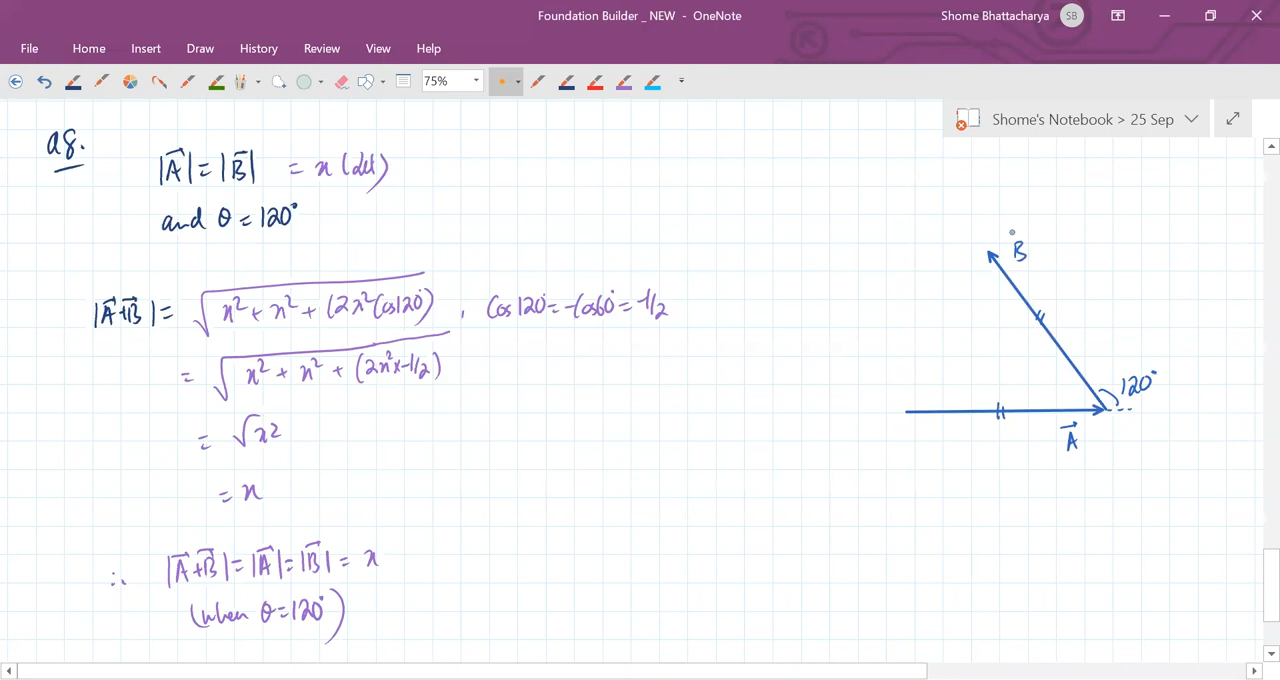 Foundation Builder _ NEW - OneNote
Shome Bhattacharya
SB
File Home Insert Draw History Review View Help
75%
Shome's Notebook > 25 Sep
Q8.
|A⃗| = |B⃗| = x (let)
and θ = 120°
|A⃗+B⃗| = √(x² + x² + (2x² Cos120°)) , Cos120° = -Cos60° = -1/2
= √(x² + x² + (2x² x -1/2))
= √x²
= x
∴ |A⃗+B⃗| = |A⃗| = |B⃗| = x
(when θ = 120°)
B
120°
A⃗